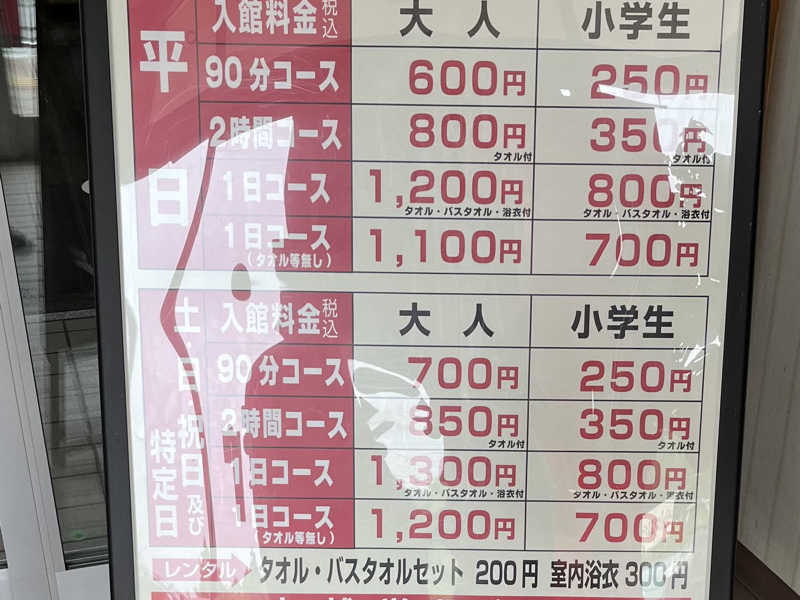 平日
入館料金 税込 大人 小学生
90分コース 600円 250円
2時間コース 800円 350円
タオル付 タオル付
1日コース 1,200円 800円
タオル・バスタオル・浴衣付 タオル・バスタオル・浴衣付
1日コース 1,100円 700円
(タオル等無し)
土・日・祝日及び特定日
入館料金 税込 大人 小学生
90分コース 700円 250円
2時間コース 850円 350円
タオル付 タオル付
1日コース 1,300円 800円
タオル・バスタオル・浴衣付 タオル・バスタオル・浴衣付
1日コース 1,200円 700円
(タオル等無し)
レンタル タオル・バスタオルセット 200円 室内浴衣 300円